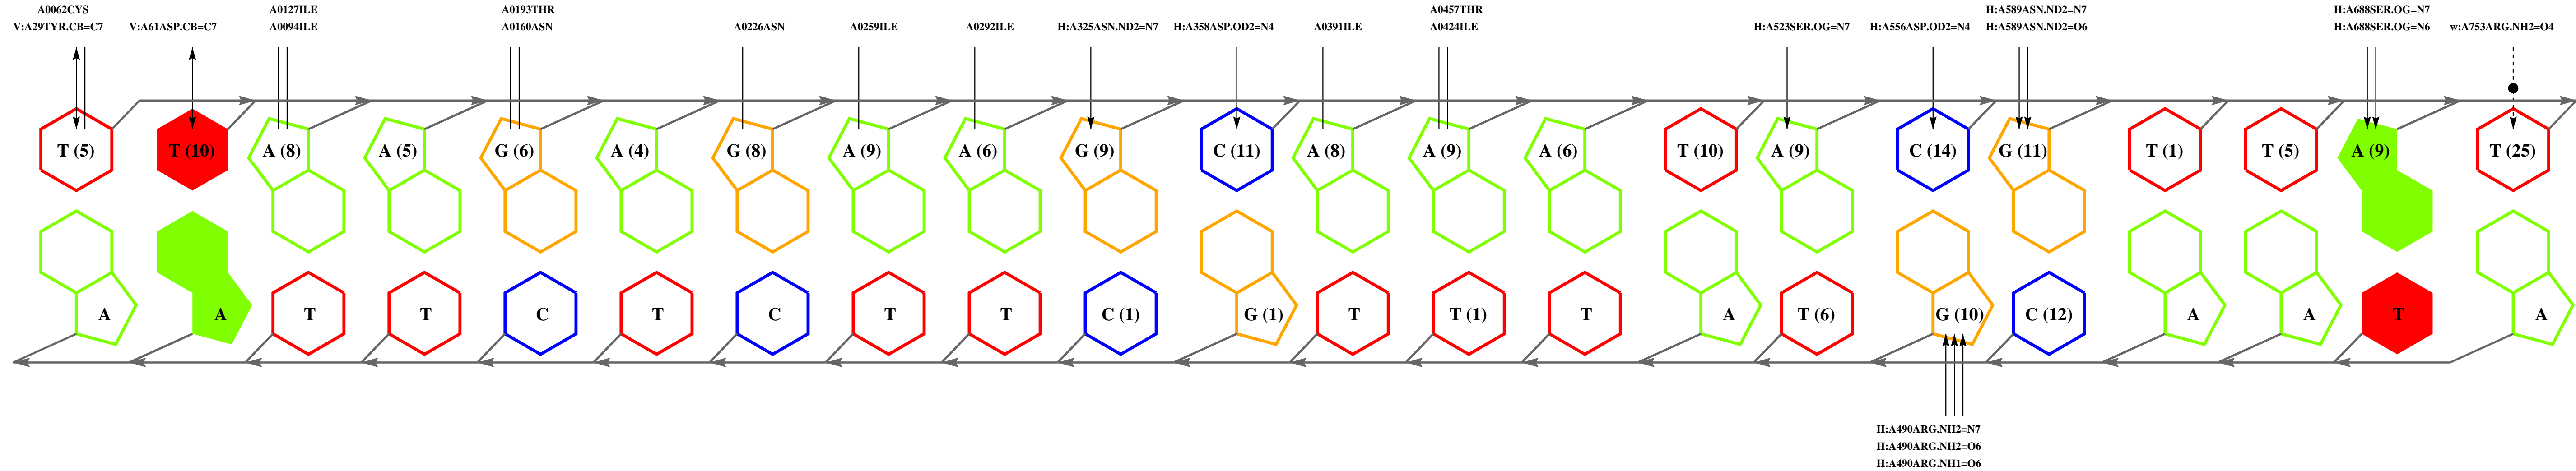 A0062CYS
V:A29TYR.CB=C7
V:A61ASP.CB=C7
A0127ILE
A0094ILE
A0193THR
A0160ASN
A0226ASN
A0259ILE
A0292ILE
H:A325ASN.ND2=N7
H:A358ASP.OD2=N4
A0391ILE
A0457THR
A0424ILE
H:A523SER.OG=N7
H:A556ASP.OD2=N4
H:A589ASN.ND2=N7
H:A589ASN.ND2=O6
H:A688SER.OG=N7
H:A688SER.OG=N6
w:A753ARG.NH2=O4
T (5)
T (10)
A (8)
A (5)
G (6)
A (4)
G (8)
A (9)
A (6)
G (9)
C (11)
A (8)
A (9)
A (6)
T (10)
A (9)
C (14)
G (11)
T (1)
T (5)
A (9)
T (25)
A
A
T
T
C
T
C
T
T
C (1)
G (1)
T
T (1)
T
A
T (6)
G (10)
C (12)
A
A
T
A
H:A490ARG.NH2=N7
H:A490ARG.NH2=O6
H:A490ARG.NH1=O6